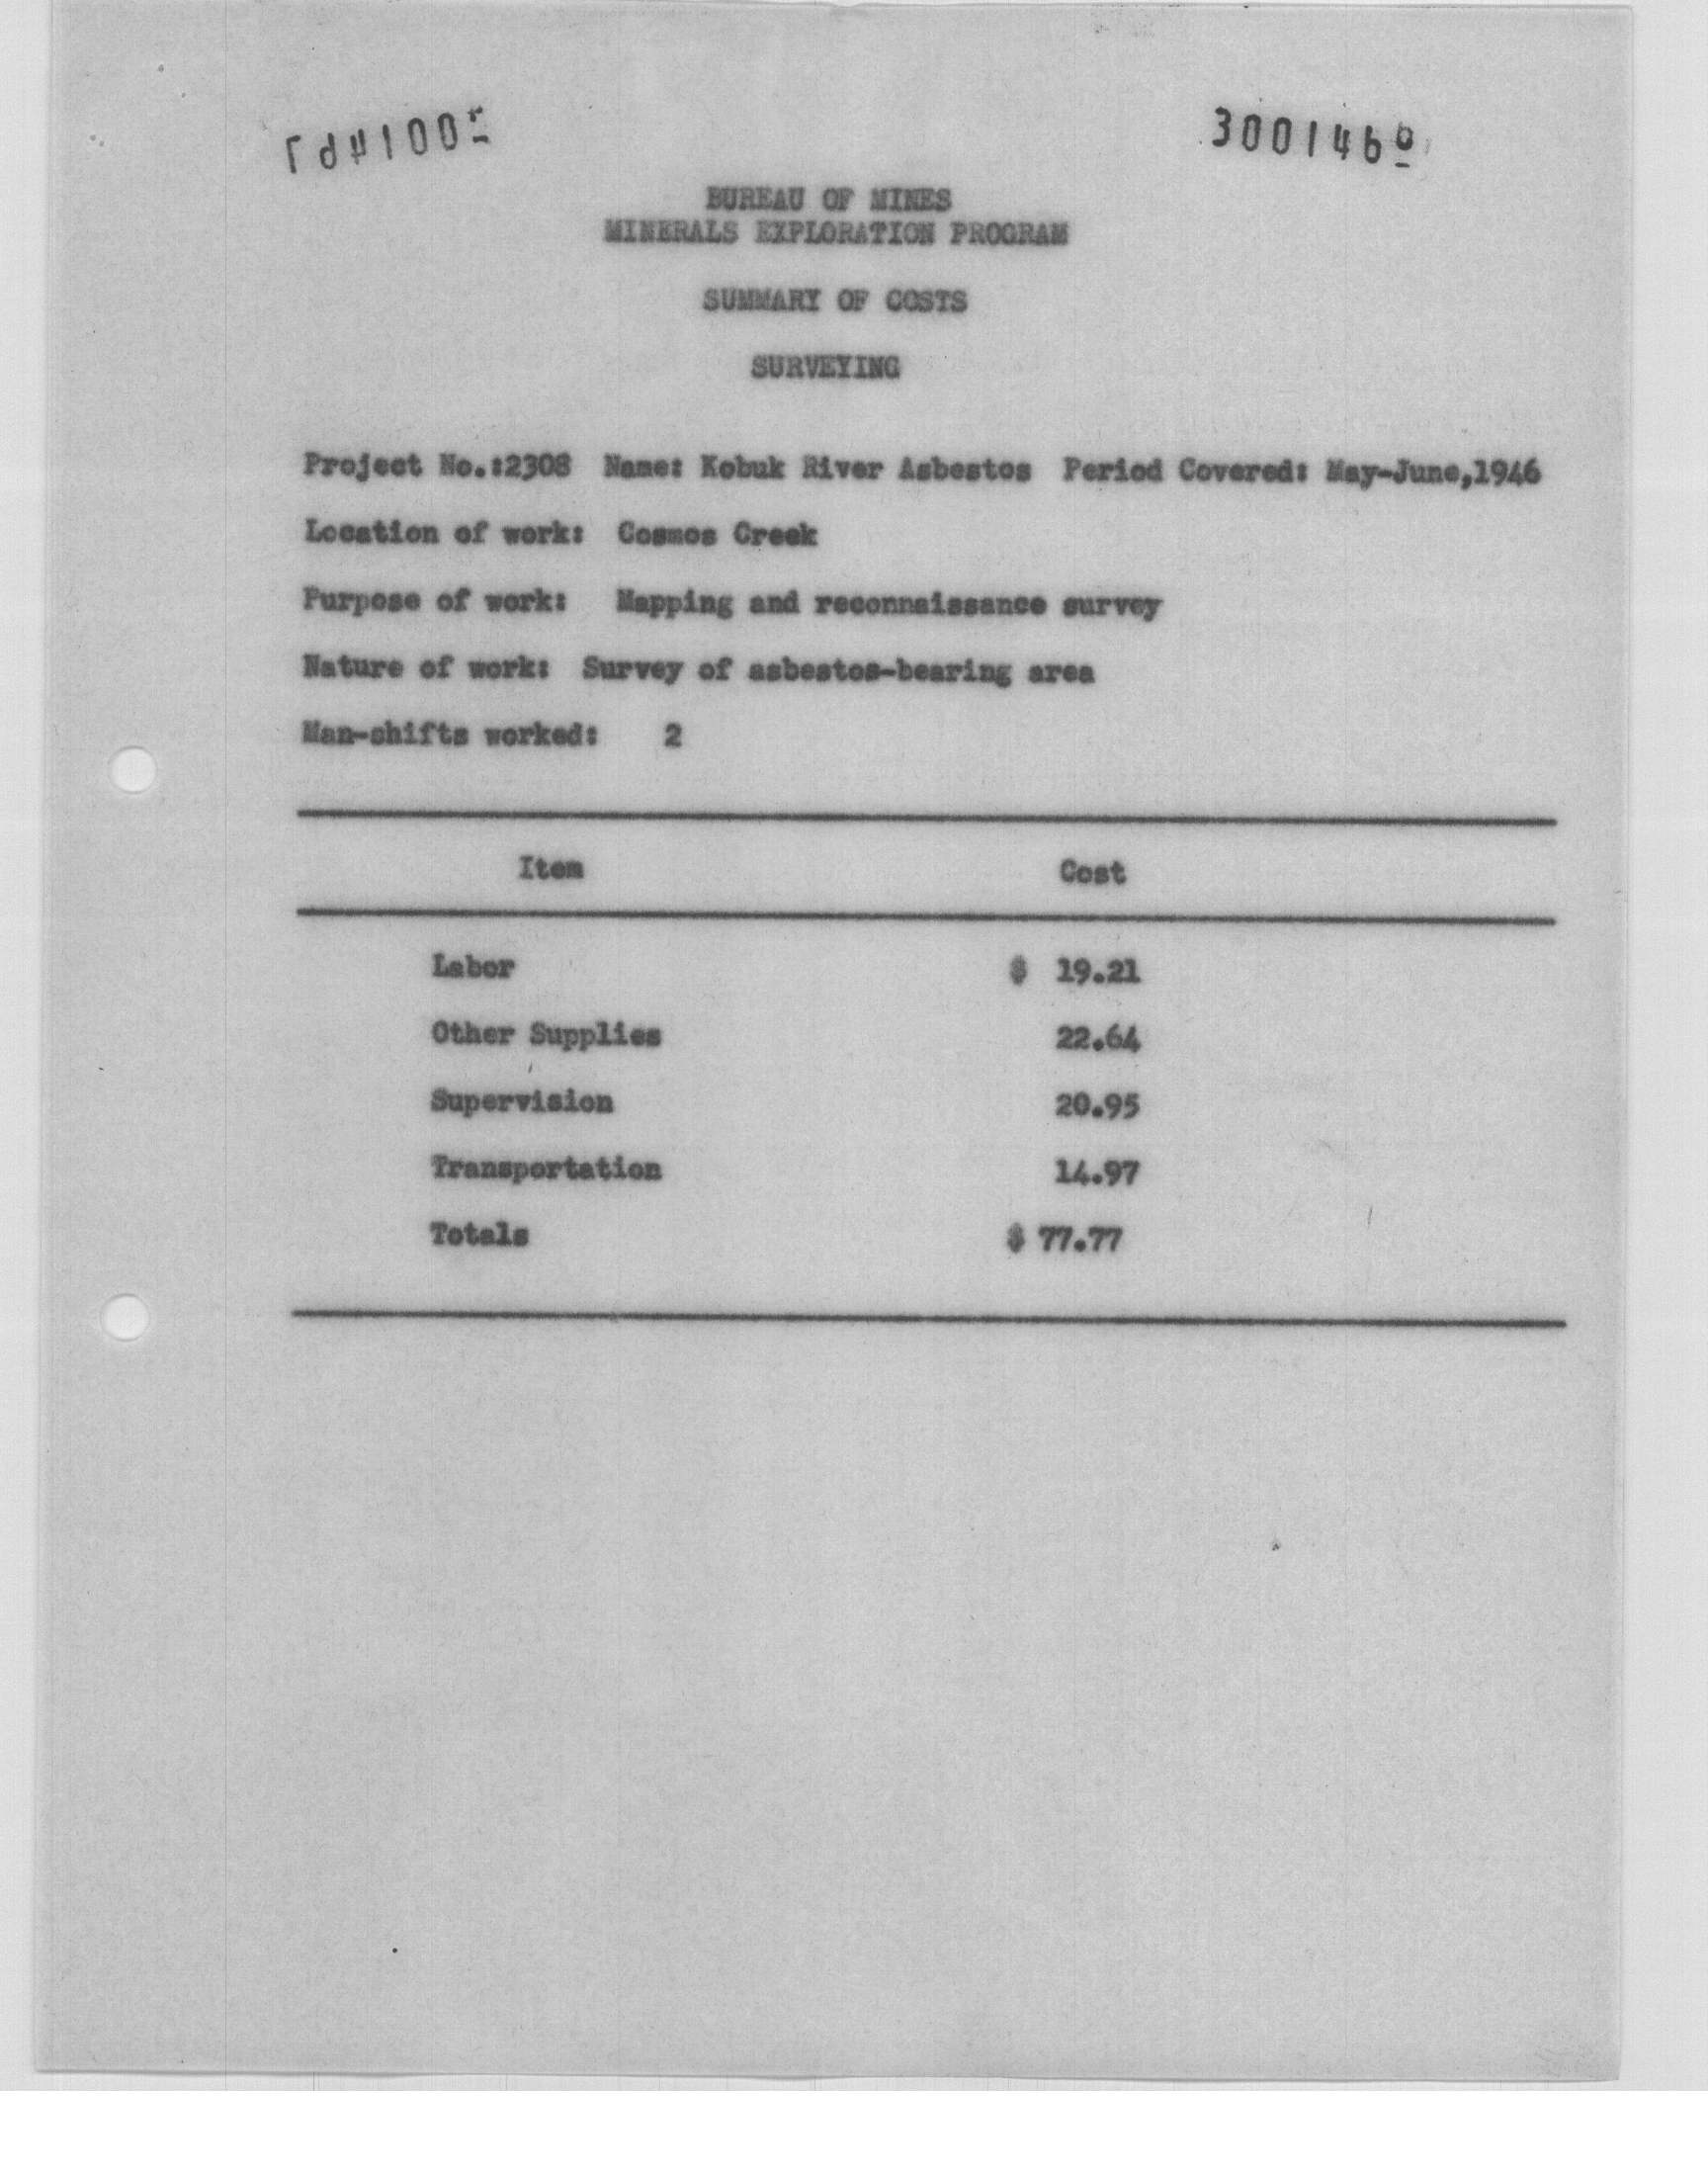 BUREAU OF MINES
MINERALS EXPLORATION PROGRAM
SUMMARY OF COSTS
SURVEYING
Project No.:2308 Name: Kobuk River Asbestos Period Covered: May-June,1946
Location of work: Cosmos Creek
Purpose of work: Mapping and reconnaissance survey
Nature of work: Survey of asbestos-bearing area
Man-shifts worked: 2
Item Cost
Labor $ 19.21
Other Supplies 22.64
Supervision 20.95
Transportation 14.97
Totals $ 77.77